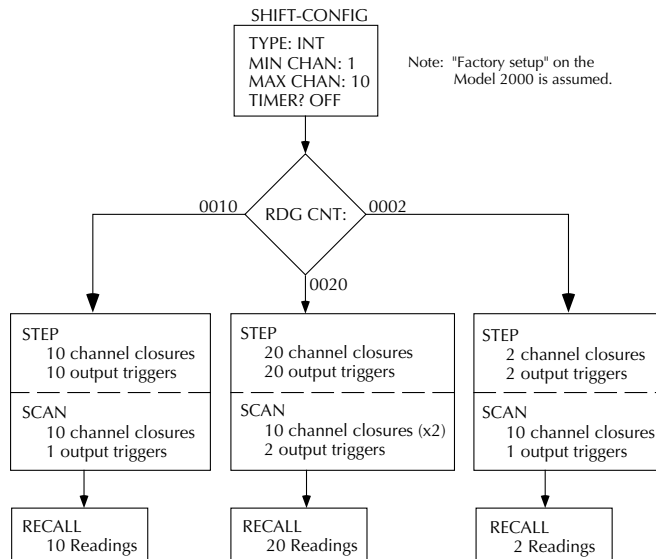 SHIFT-CONFIG
TYPE: INT
MIN CHAN: 1
MAX CHAN: 10
TIMER? OFF
Note: "Factory setup" on the
Model 2000 is assumed.
RDG CNT:
0010
0002
0020
STEP
10 channel closures
10 output triggers
SCAN
10 channel closures
1 output triggers
RECALL
10 Readings
STEP
20 channel closures
20 output triggers
SCAN
10 channel closures (x2)
2 output triggers
RECALL
20 Readings
STEP
2 channel closures
2 output triggers
SCAN
10 channel closures
1 output triggers
RECALL
2 Readings